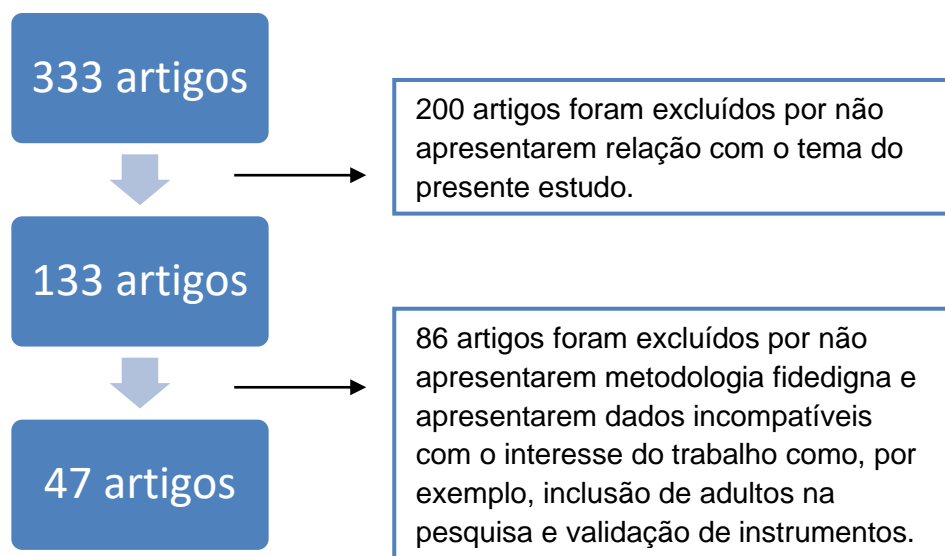 333 artigos
200 artigos foram excluídos por não
apresentarem relação com o tema do
presente estudo.
133 artigos
86 artigos foram excluídos por não
apresentarem metodologia fidedigna e
apresentarem dados incompatíveis
com o interesse do trabalho como, por
exemplo, inclusão de adultos na
pesquisa e validação de instrumentos.
47 artigos